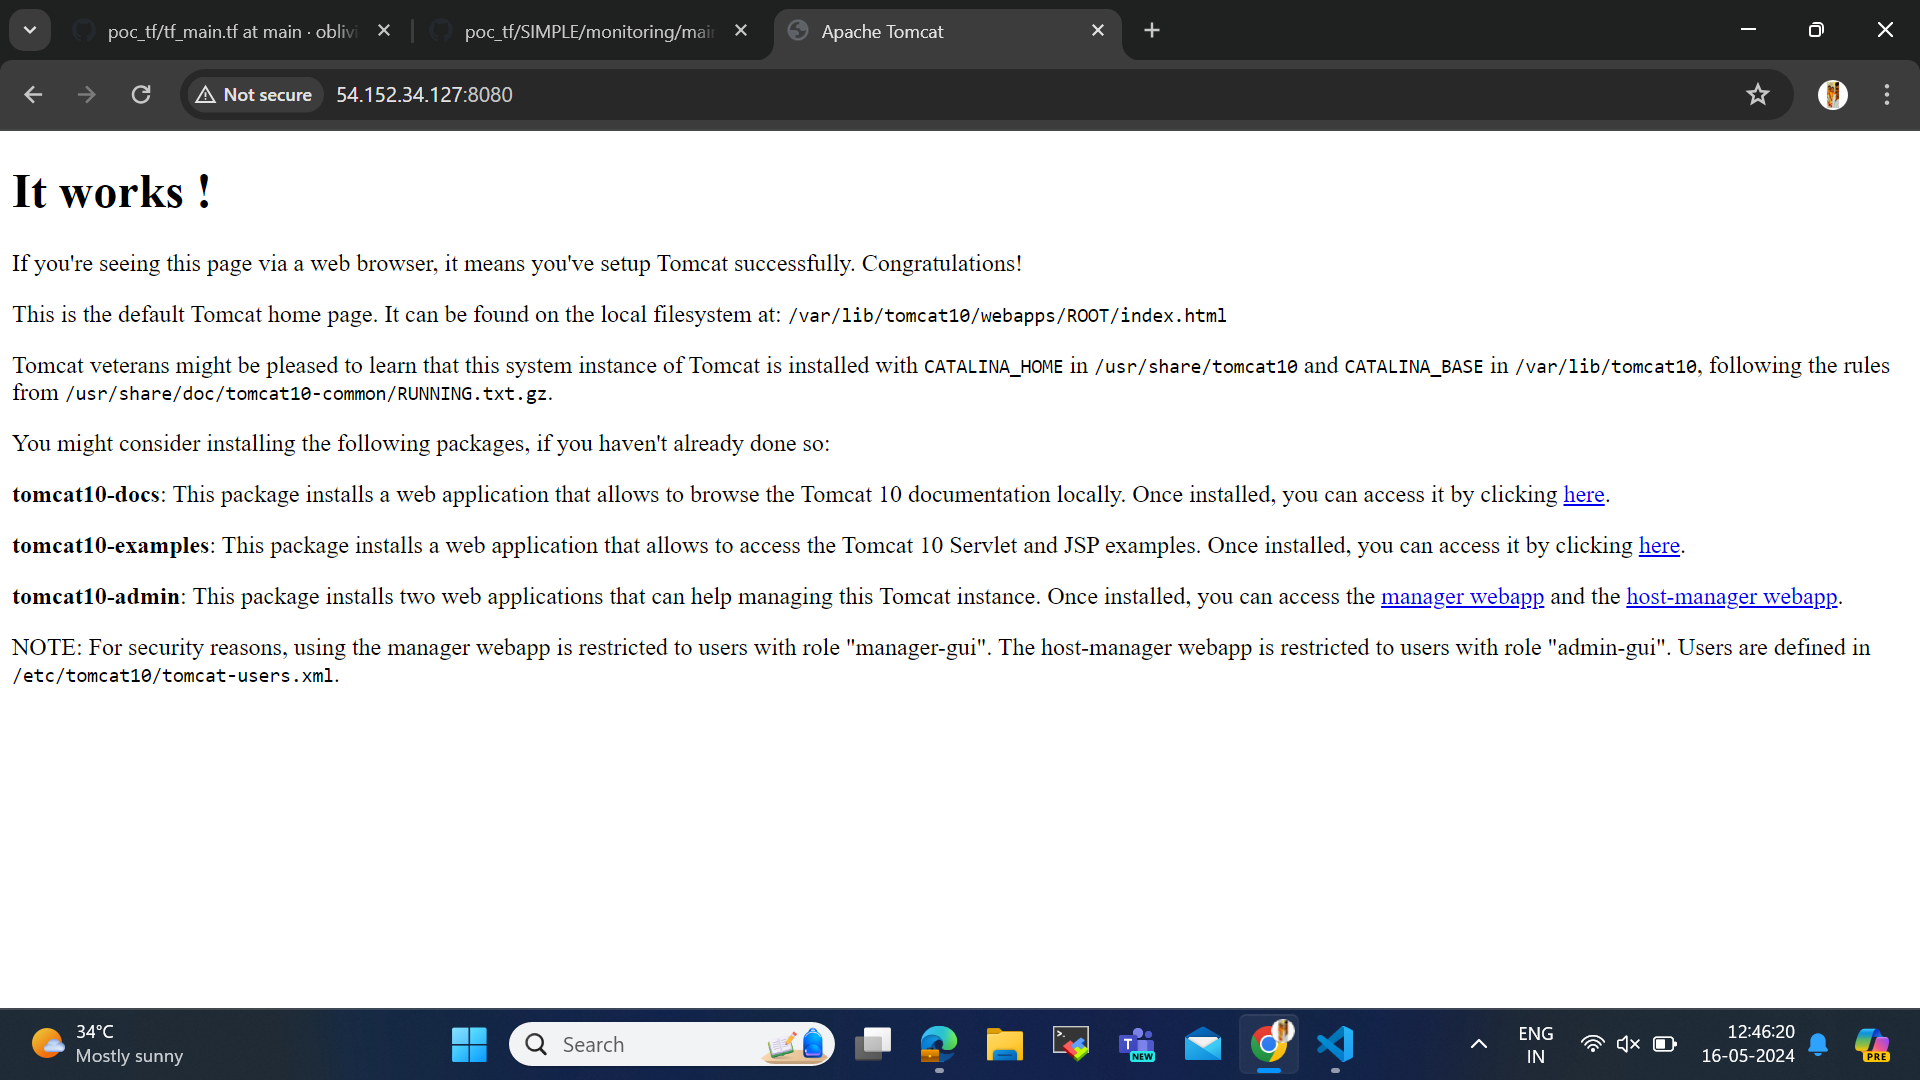 poc_tf/tf_main.tf at main · oblivi
poc_tf/SIMPLE/monitoring/mair
Apache Tomcat
Not secure
54.152.34.127:8080
It works !
If you're seeing this page via a web browser, it means you've setup Tomcat successfully. Congratulations!
This is the default Tomcat home page. It can be found on the local filesystem at: /var/lib/tomcat10/webapps/ROOT/index.html
Tomcat veterans might be pleased to learn that this system instance of Tomcat is installed with CATALINA_HOME in /usr/share/tomcat10 and CATALINA_BASE in /var/lib/tomcat10, following the rules
from /usr/share/doc/tomcat10-common/RUNNING.txt.gz.
You might consider installing the following packages, if you haven't already done so:
tomcat10-docs: This package installs a web application that allows to browse the Tomcat 10 documentation locally. Once installed, you can access it by clicking here.
tomcat10-examples: This package installs a web application that allows to access the Tomcat 10 Servlet and JSP examples. Once installed, you can access it by clicking here.
tomcat10-admin: This package installs two web applications that can help managing this Tomcat instance. Once installed, you can access the manager webapp and the host-manager webapp.
NOTE: For security reasons, using the manager webapp is restricted to users with role "manager-gui". The host-manager webapp is restricted to users with role "admin-gui". Users are defined in
/etc/tomcat10/tomcat-users.xml.
34°C
Mostly sunny
Search
NEW
ENG
IN
12:46:20
16-05-2024
PRE